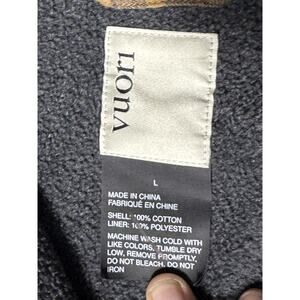 vuori
L
MADE IN CHINA
FABRIQUÉ EN CHINE
SHELL: 100% COTTON
LINER: 100% POLYESTER
MACHINE WASH COLD WITH
LIKE COLORS, TUMBLE DRY
LOW, REMOVE PROMPTLY,
DO NOT BLEACH, DO NOT
IRON